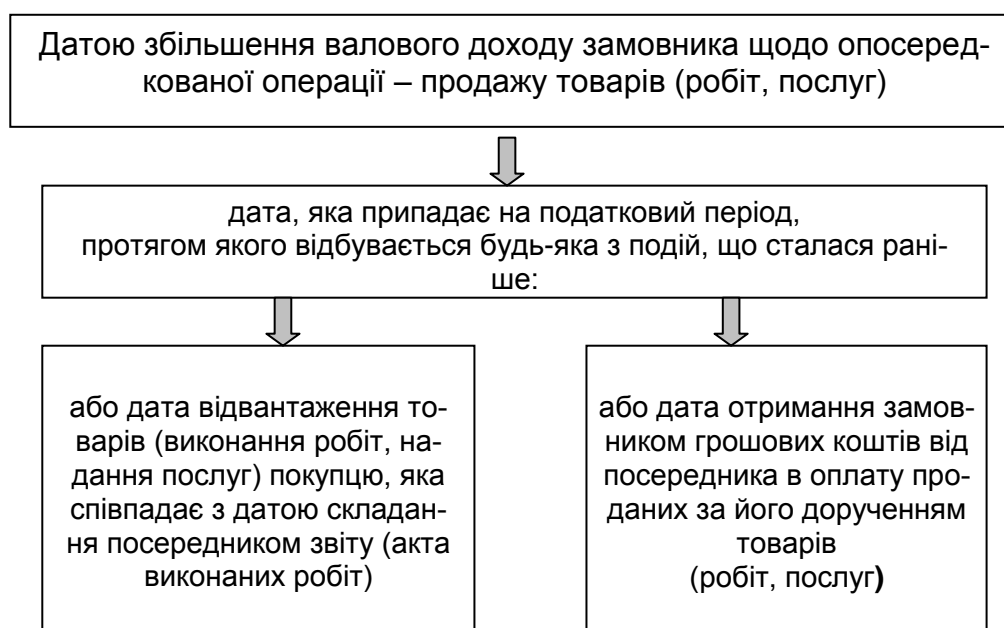 Датою збільшення валового доходу замовника щодо опосеред-
кованої операції – продажу товарів (робіт, послуг)
дата, яка припадає на податковий період,
протягом якого відбувається будь-яка з подій, що сталася рані-
ше:
або дата відвантаження то-
варів (виконання робіт, на-
дання послуг) покупцю, яка
співпадає з датою складан-
ня посередником звіту (акта
виконаних робіт)
або дата отримання замов-
ником грошових коштів від
посередника в оплату про-
даних за його дорученням
товарів
(робіт, послуг)